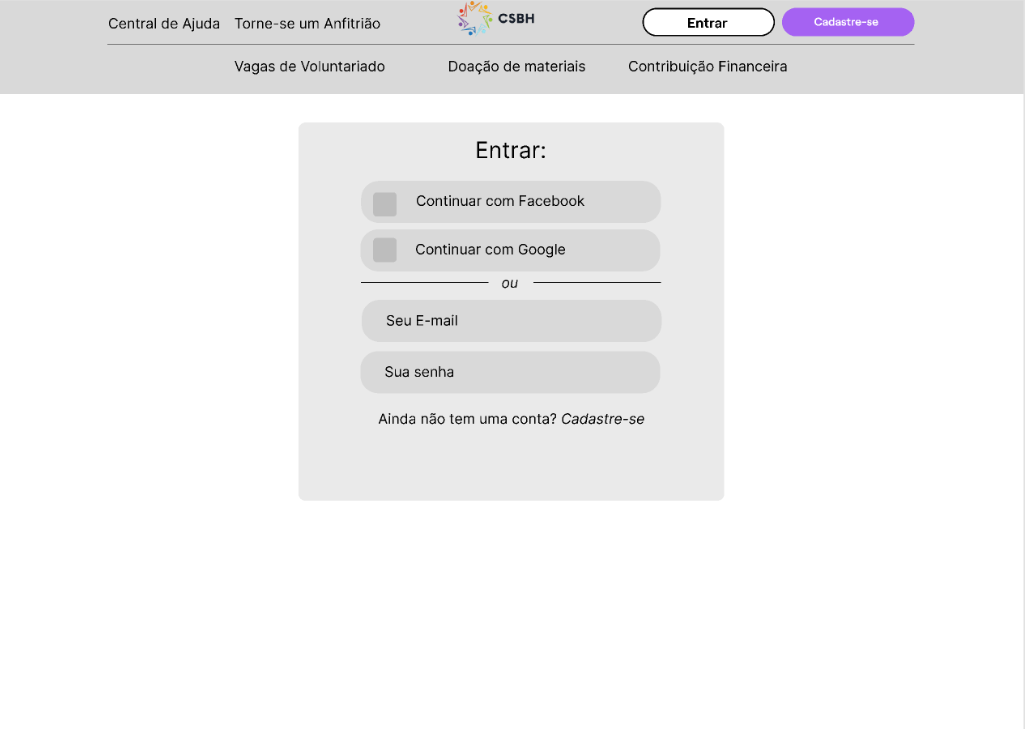 Central de Ajuda Torne-se um Anfitrião CSBH Entrar Cadastre-se
Vagas de Voluntariado Doação de materiais Contribuição Financeira
Entrar:
Continuar com Facebook
Continuar com Google
ou
Seu E-mail
Sua senha
Ainda não tem uma conta? Cadastre-se